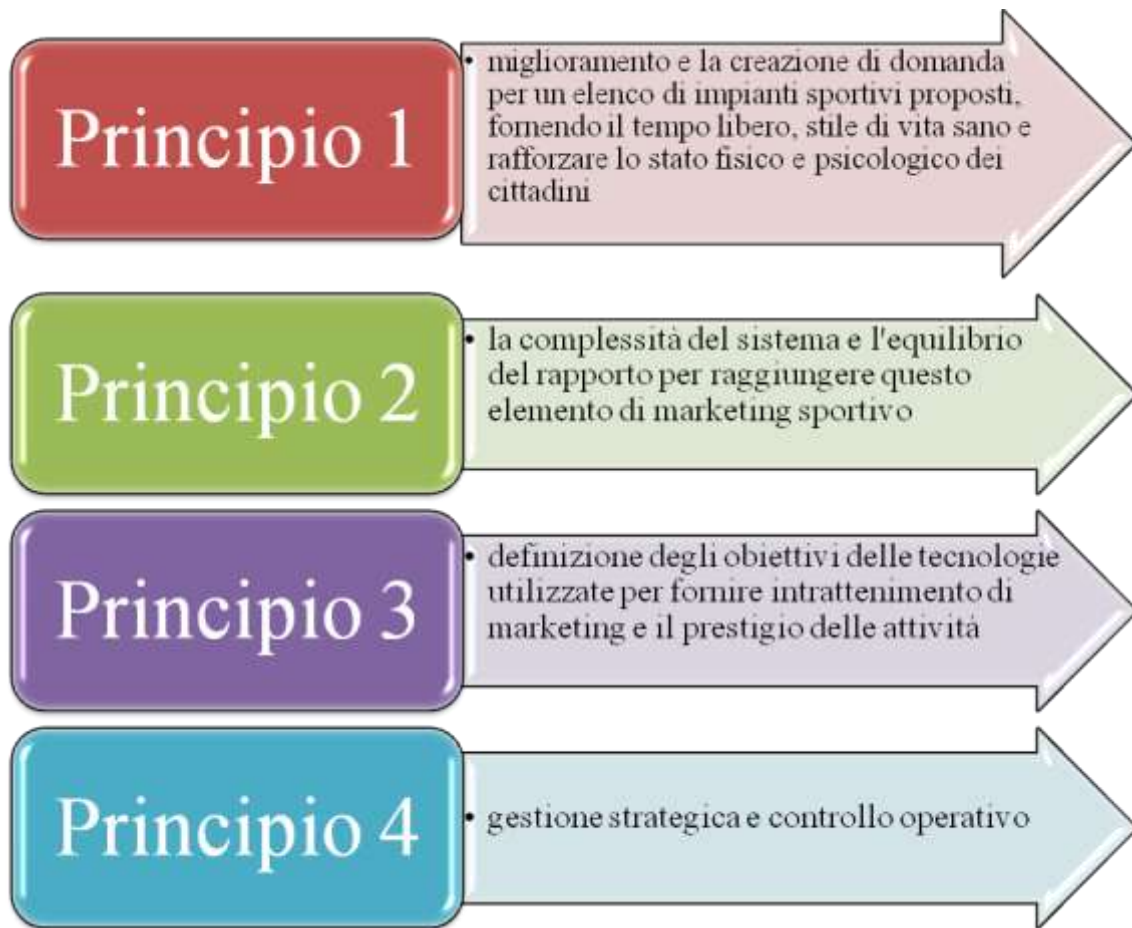 Principio 1
• miglioramento e la creazione di domanda
per un elenco di impianti sportivi proposti,
fornendo il tempo libero, stile di vita sano e
rafforzare lo stato fisico e psicologico dei
cittadini
Principio 2
• la complessità del sistema e l'equilibrio
del rapporto per raggiungere questo
elemento di marketing sportivo
Principio 3
• definizione degli obiettivi delle tecnologie
utilizzate per fornire intrattenimento di
marketing e il prestigio delle attività
Principio 4
• gestione strategica e controllo operativo